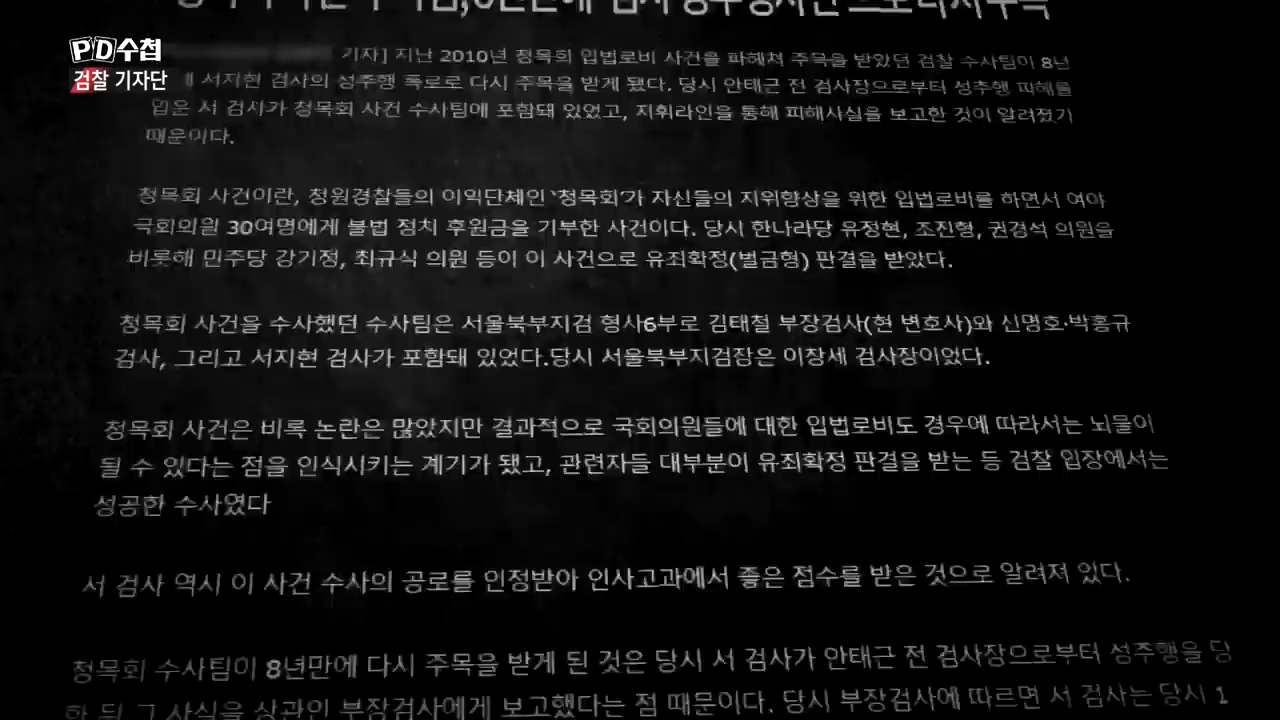 PD수첩
검찰 기자단
기자] 지난 2010년 청목회 입법로비 사건을 파헤쳐 주목을 받았던 검찰 수사팀이 8년
서지현 검사의 성추행 폭로로 다시 주목을 받게 됐다. 당시 안태근 전 검사장으로부터 성추행 피해를
입은 서 검사가 청목회 사건 수사팀에 포함돼 있었고, 지휘라인을 통해 피해사실을 보고한 것이 알려졌기
때문이다.
청목회 사건이란, 청원경찰들의 이익단체인 '청목회'가 자신들의 지위향상을 위한 입법로비를 하면서 여야
국회의원 30여명에게 불법 정치 후원금을 기부한 사건이다. 당시 한나라당 유정현, 조진형, 권경석 의원을
비롯해 민주당 강기정, 최규식 의원 등이 이 사건으로 유죄확정(벌금형) 판결을 받았다.
청목회 사건을 수사했던 수사팀은 서울북부지검 형사6부로 김태철 부장검사(현 변호사)와 신명호·박흥규
검사, 그리고 서지현 검사가 포함돼 있었다.당시 서울북부지검장은 이창세 검사장이었다.
청목회 사건은 비록 논란은 많았지만 결과적으로 국회의원들에 대한 입법로비도 경우에 따라서는 뇌물이
될 수 있다는 점을 인식시키는 계기가 됐고, 관련자들 대부분이 유죄확정 판결을 받는 등 검찰 입장에서는
성공한 수사였다
서 검사 역시 이 사건 수사의 공로를 인정받아 인사고과에서 좋은 점수를 받은 것으로 알려져 있다.
청목회 수사팀이 8년만에 다시 주목을 받게 된 것은 당시 서 검사가 안태근 전 검사장으로부터 성추행을 당
한 뒤 그 사실을 상관인 부장검사에게 보고했다는 점 때문이다. 당시 부장검사에 따르면 서 검사는 당시 1